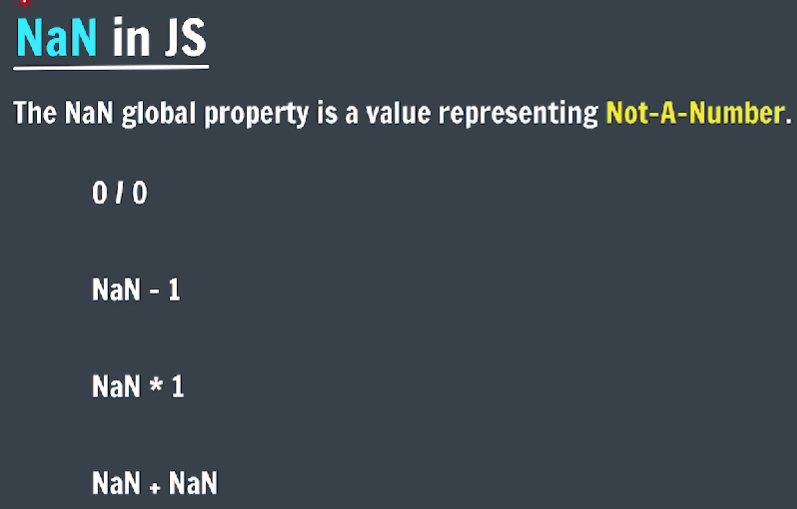 NaN in JS
The NaN global property is a value representing Not-A-Number.
0 / 0
NaN - 1
NaN * 1
NaN + NaN